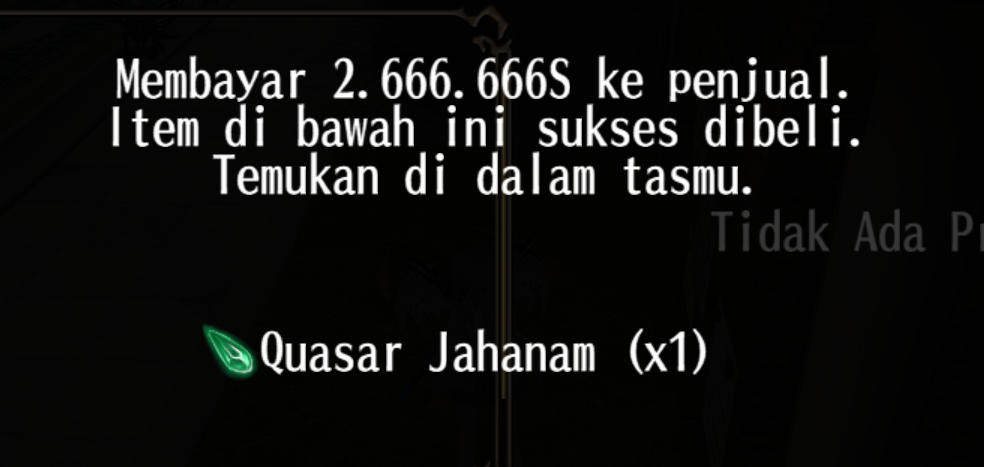 Membayar 2.666.666S ke penjual.
Item di bawah ini sukses dibeli.
Temukan di dalam tasmu.
Tidak Ada
Quasar Jahanam (x1)